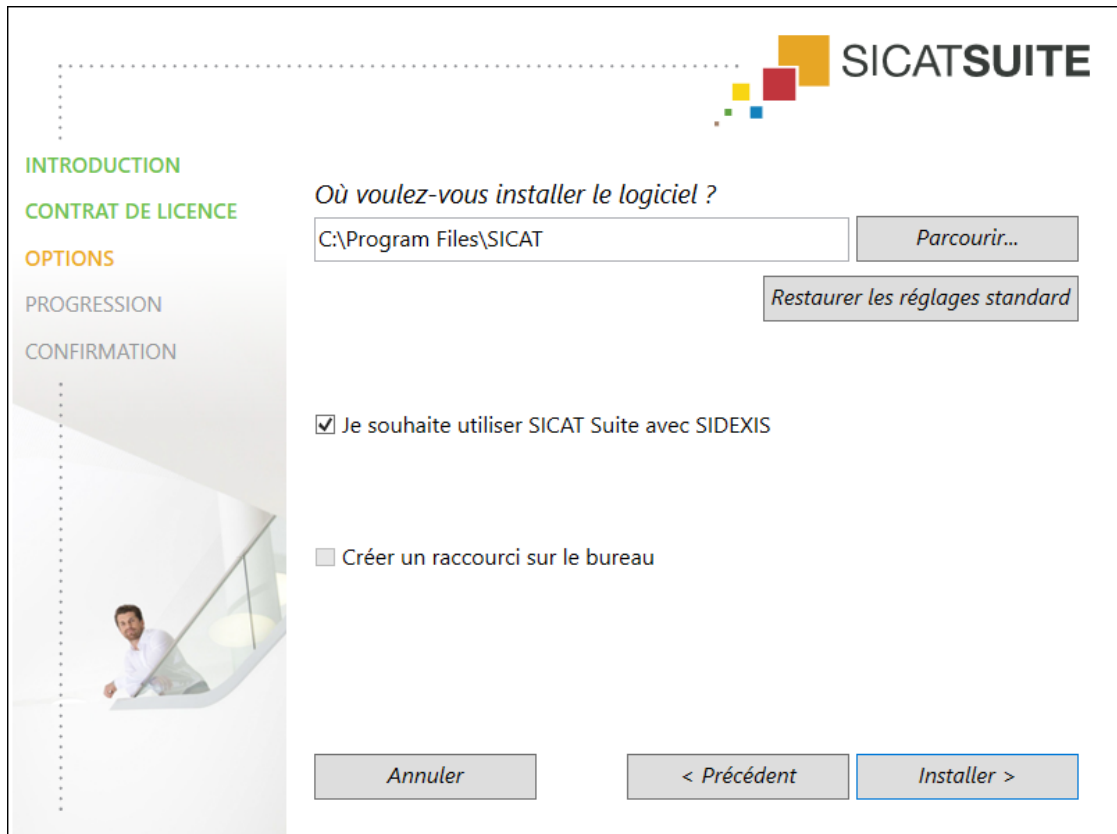 SICATSUITE
INTRODUCTION
CONTRAT DE LICENCE
OPTIONS
PROGRESSION
CONFIRMATION
Où voulez-vous installer le logiciel ?
C:\Program Files\SICAT
Parcourir...
Restaurer les réglages standard
Je souhaite utiliser SICAT Suite avec SIDEXIS
Créer un raccourci sur le bureau
Annuler
< Précédent
Installer >